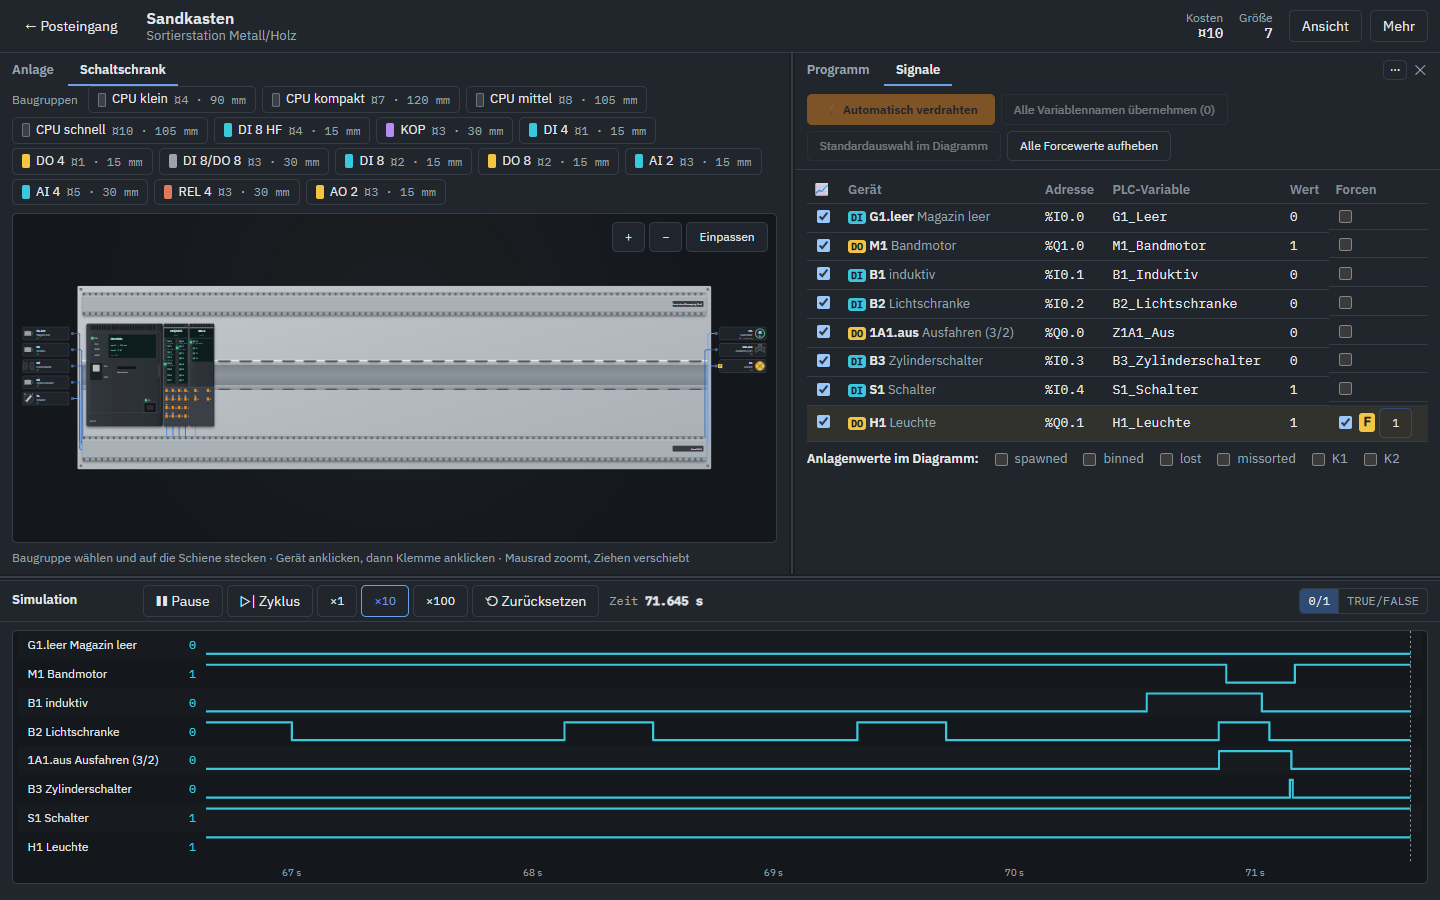 ← Posteingang
Sandkasten
Sortierstation Metall/Holz
Kosten
¤10
Größe
7
Ansicht
Mehr
Anlage
Schaltschrank
Baugruppen
CPU klein ¤4 · 90 mm
CPU kompakt ¤7 · 120 mm
CPU mittel ¤8 · 105 mm
CPU schnell ¤10 · 105 mm
DI 8 HF ¤4 · 15 mm
KOP ¤3 · 30 mm
DI 4 ¤1 · 15 mm
DO 4 ¤1 · 15 mm
DI 8/DO 8 ¤3 · 30 mm
DI 8 ¤2 · 15 mm
DO 8 ¤2 · 15 mm
AI 2 ¤3 · 15 mm
AI 4 ¤5 · 30 mm
REL 4 ¤3 · 30 mm
AO 2 ¤3 · 15 mm
+
−
Einpassen
Baugruppe wählen und auf die Schiene stecken · Gerät anklicken, dann Klemme anklicken · Mausrad zoomt, Ziehen verschiebt
Programm
Signale
Automatisch verdrahten
Alle Variablennamen übernehmen (0)
Standardauswahl im Diagramm
Alle Forcewerte aufheben
Gerät Adresse PLC-Variable Wert Forcen
DI G1.leer Magazin leer %I0.0 G1_Leer 0
DO M1 Bandmotor %Q1.0 M1_Bandmotor 1
DI B1 induktiv %I0.1 B1_Induktiv 0
DI B2 Lichtschranke %I0.2 B2_Lichtschranke 0
DO 1A1.aus Ausfahren (3/2) %Q0.0 Z1A1_Aus 0
DI B3 Zylinderschalter %I0.3 B3_Zylinderschalter 0
DI S1 Schalter %I0.4 S1_Schalter 1
DO H1 Leuchte %Q0.1 H1_Leuchte 1 F 1
Anlagenwerte im Diagramm: spawned binned lost missorted K1 K2
Simulation
Pause
Zyklus
×1
×10
×100
Zurücksetzen
Zeit 71.645 s
0/1
TRUE/FALSE
G1.leer Magazin leer 0
M1 Bandmotor 1
B1 induktiv 0
B2 Lichtschranke 0
1A1.aus Ausfahren (3/2) 0
B3 Zylinderschalter 0
S1 Schalter 1
H1 Leuchte 1
67 s 68 s 69 s 70 s 71 s